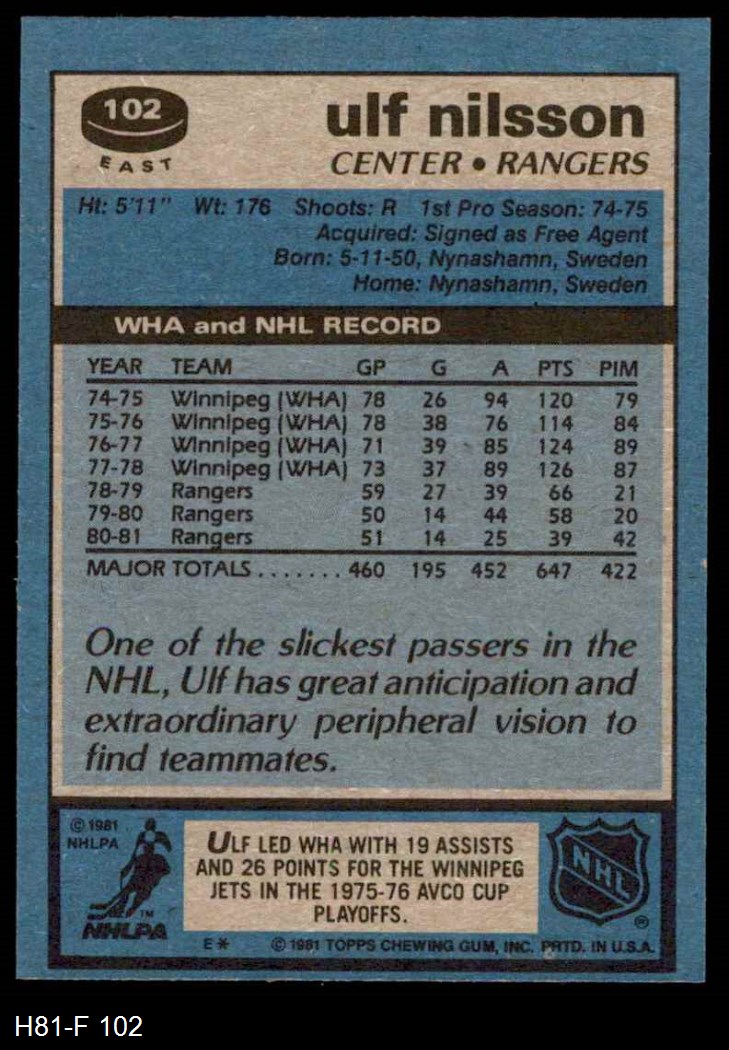 102
EAST
ulf nilsson
CENTER • RANGERS
Ht: 5'11" Wt: 176 Shoots: R 1st Pro Season: 74-75
Acquired: Signed as Free Agent
Born: 5-11-50, Nynashamn, Sweden
Home: Nynashamn, Sweden
WHA and NHL RECORD
YEAR TEAM GP G A PTS PIM
74-75 Winnipeg (WHA) 78 26 94 120 79
75-76 Winnipeg (WHA) 78 38 76 114 84
76-77 Winnipeg (WHA) 71 39 85 124 89
77-78 Winnipeg (WHA) 73 37 89 126 87
78-79 Rangers 59 27 39 66 21
79-80 Rangers 50 14 44 58 20
80-81 Rangers 51 14 25 39 42
MAJOR TOTALS . . . . . . . 460 195 452 647 422
One of the slickest passers in the
NHL, Ulf has great anticipation and
extraordinary peripheral vision to
find teammates.
© 1981
NHLPA
TM
NHLPA
ULF LED WHA WITH 19 ASSISTS
AND 26 POINTS FOR THE WINNIPEG
JETS IN THE 1975-76 AVCO CUP
PLAYOFFS.
NHL
®
E* © 1981 TOPPS CHEWING GUM, INC. PRTD. IN U.S.A.
H81-F 102